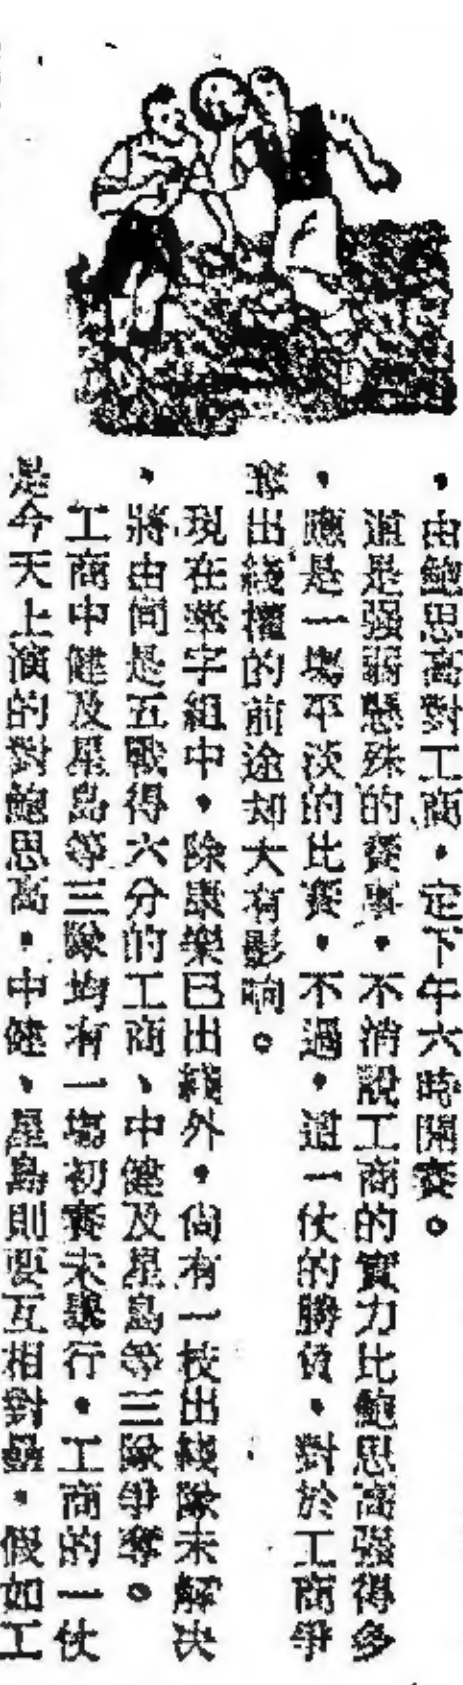 ，由鮑思高對工商，定下午六時開賽。
這是强弱懸殊的賽事，不消說工商的實力比鮑思高强得多
，應是一場平淡的比賽，不過，這一仗的勝負，對於工商爭
奪出綫權的前途却大有影响。
現在華字組中，除康樂已出綫外，尚有一校出綫隊未解决
，將由同是五戰得六分的工商、中健及星島等三隊爭奪。
工商中健及星島等三隊均有一塲初賽未舉行，工商的一仗
是今天上演的對鮑思高，中健、星島則要互相對壘，假如工